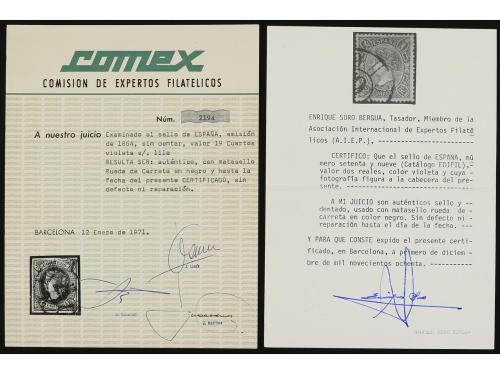 comex
COMISION DE EXPERTOS FILATELICOS
Núm. 2194
A nuestro juicio Examinado el sello de ESPAÑA, emisión
de 1864, sin dentar, valor 19 Cuartos
violeta s/. lila
RESULTA SER: auténtico, con matasello
Rueda de Carreta en negro y hasta la
fecha del presente CERTIFICADO, sin
defecto ni reparación.
BARCELONA 12 Enero de 1971.
ENRIQUE SORO BERGUA, Tasador, Miembro de la
Asociación Internacional de Expertos Filaté
licos (A.I.E.P.), ------------------------
CERTIFICO: Que el sello de ESPAÑA, nú
mero setenta y nueve (Catálogo EDIFIL),
valor dos reales, color violeta y cuya
fotografía figura a la cabecera del pre-
sente. -----------------------------
A MI JUICIO son auténticos sello y
dentado, usado con matasello rueda de-
carreta en color negro. Sin defecto ni
reparación hasta el día de la fecha. ---
Y PARA QUE CONSTE expido el presente certi-
ficado, en Barcelona, a primero de diciem
bre de mil novecientos ochenta. -----------
ENRIQUE SORO BERGUA